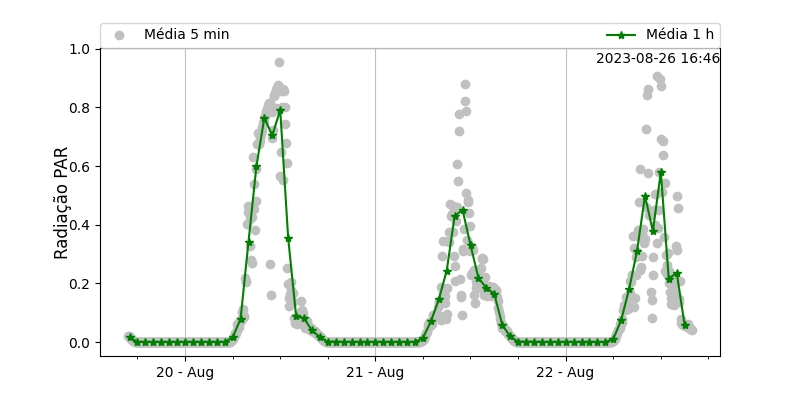 Média 5 min
Média 1 h
2023-08-26 16:46
Radiação PAR
1.0
0.8
0.6
0.4
0.2
0.0
20 - Aug
21 - Aug
22 - Aug